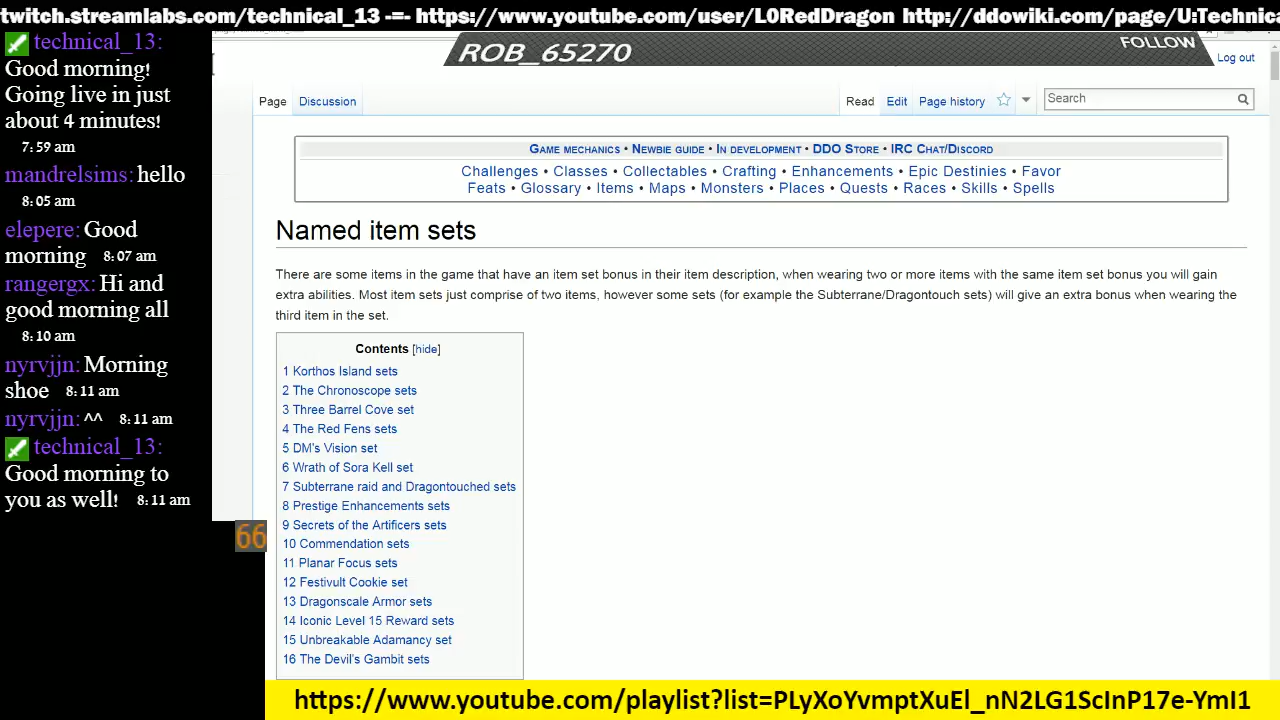 twitch.streamlabs.com/technical_13 -=- https://www.youtube.com/user/L0RedDragon http://ddowiki.com/page/U:Technica
technical_13:
Good morning!
Going live in just
about 4 minutes!
7:59 am
mandrelsims: hello
8:05 am
elepere: Good
morning 8:07 am
rangergx: Hi and
good morning all
8:10 am
nyrvjjn: Morning
shoe 8:11 am
nyrvjjn: ^^ 8:11 am
technical_13:
Good morning to
you as well! 8:11 am
66
ROB_65270
FOLLOW
Log out
Page Discussion
Read Edit Page history Search
Game mechanics • Newbie guide • In development • DDO Store • IRC Chat/Discord
Challenges • Classes • Collectables • Crafting • Enhancements • Epic Destinies • Favor
Feats • Glossary • Items • Maps • Monsters • Places • Quests • Races • Skills • Spells
Named item sets
There are some items in the game that have an item set bonus in their item description, when wearing two or more items with the same item set bonus you will gain
extra abilities. Most item sets just comprise of two items, however some sets (for example the Subterrane/Dragontouch sets) will give an extra bonus when wearing the
third item in the set.
Contents [hide]
1 Korthos Island sets
2 The Chronoscope sets
3 Three Barrel Cove set
4 The Red Fens sets
5 DM's Vision set
6 Wrath of Sora Kell set
7 Subterrane raid and Dragontouched sets
8 Prestige Enhancements sets
9 Secrets of the Artificers sets
10 Commendation sets
11 Planar Focus sets
12 Festivult Cookie set
13 Dragonscale Armor sets
14 Iconic Level 15 Reward sets
15 Unbreakable Adamancy set
16 The Devil's Gambit sets
https://www.youtube.com/playlist?list=PLyXoYvmptXuEl_nN2LG1ScInP17e-YmI1